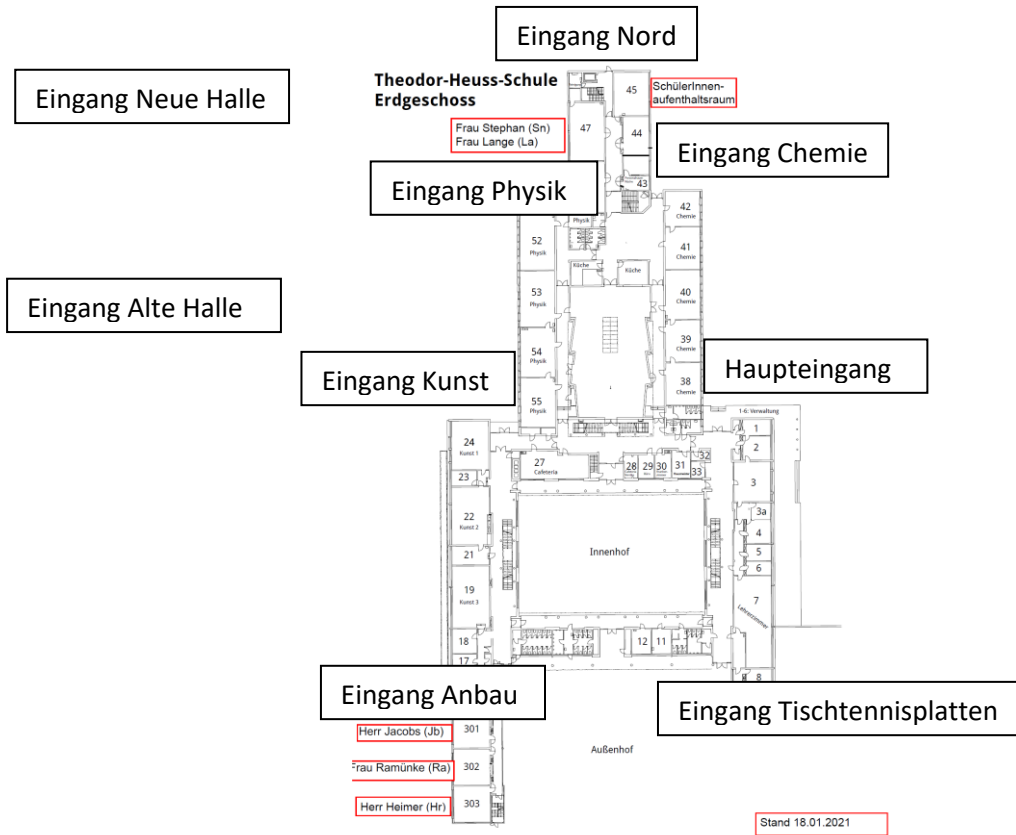 Eingang Nord
Theodor-Heuss-Schule
Erdgeschoss
Eingang Neue Halle
45
SchülerInnen-
aufenthaltsraum
47
44
Frau Stephan (Sn)
Frau Lange (La)
Eingang Chemie
Eingang Physik
43
42
Chemie
Physik
52
Physik
41
Chemie
Küche
Küche
Eingang Alte Halle
53
Physik
40
Chemie
54
Physik
39
Chemie
Eingang Kunst
Haupteingang
55
Physik
38
Chemie
1-6: Verwaltung
24
Kunst 1
1
2
27
Cafeteria
28
29
30
31
32
33
23
3
22
Kunst 2
3a
4
21
Innenhof
5
6
19
Kunst 3
7
Lehrerzimmer
18
12
11
17
8
Eingang Anbau
Eingang Tischtennisplatten
Herr Jacobs (Jb)
301
Außenhof
Frau Ramünke (Ra)
302
Herr Heimer (Hr)
303
Stand 18.01.2021